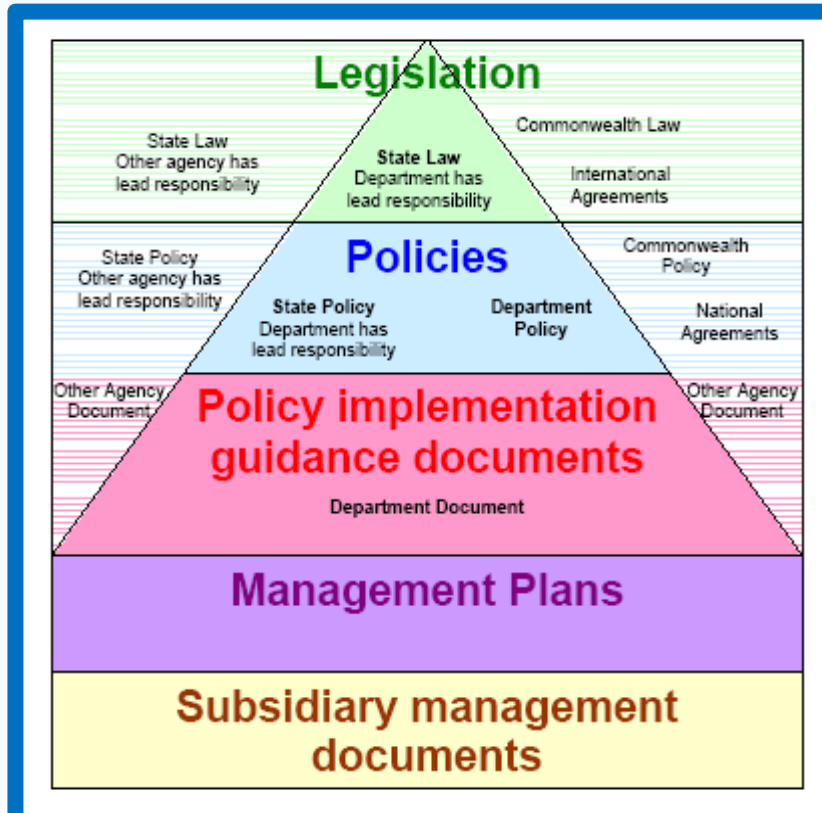 Legislation
State Law
Other agency has
lead responsibility
State Law
Department has
lead responsibility
Commonwealth Law
International
Agreements
Policies
State Policy
Other agency has
lead responsibility
State Policy
Department has
lead responsibility
Department
Policy
Commonwealth
Policy
National
Agreements
Other Agency
Document
Policy implementation
guidance documents
Department Document
Other Agency
Document
Management Plans
Subsidiary management
documents